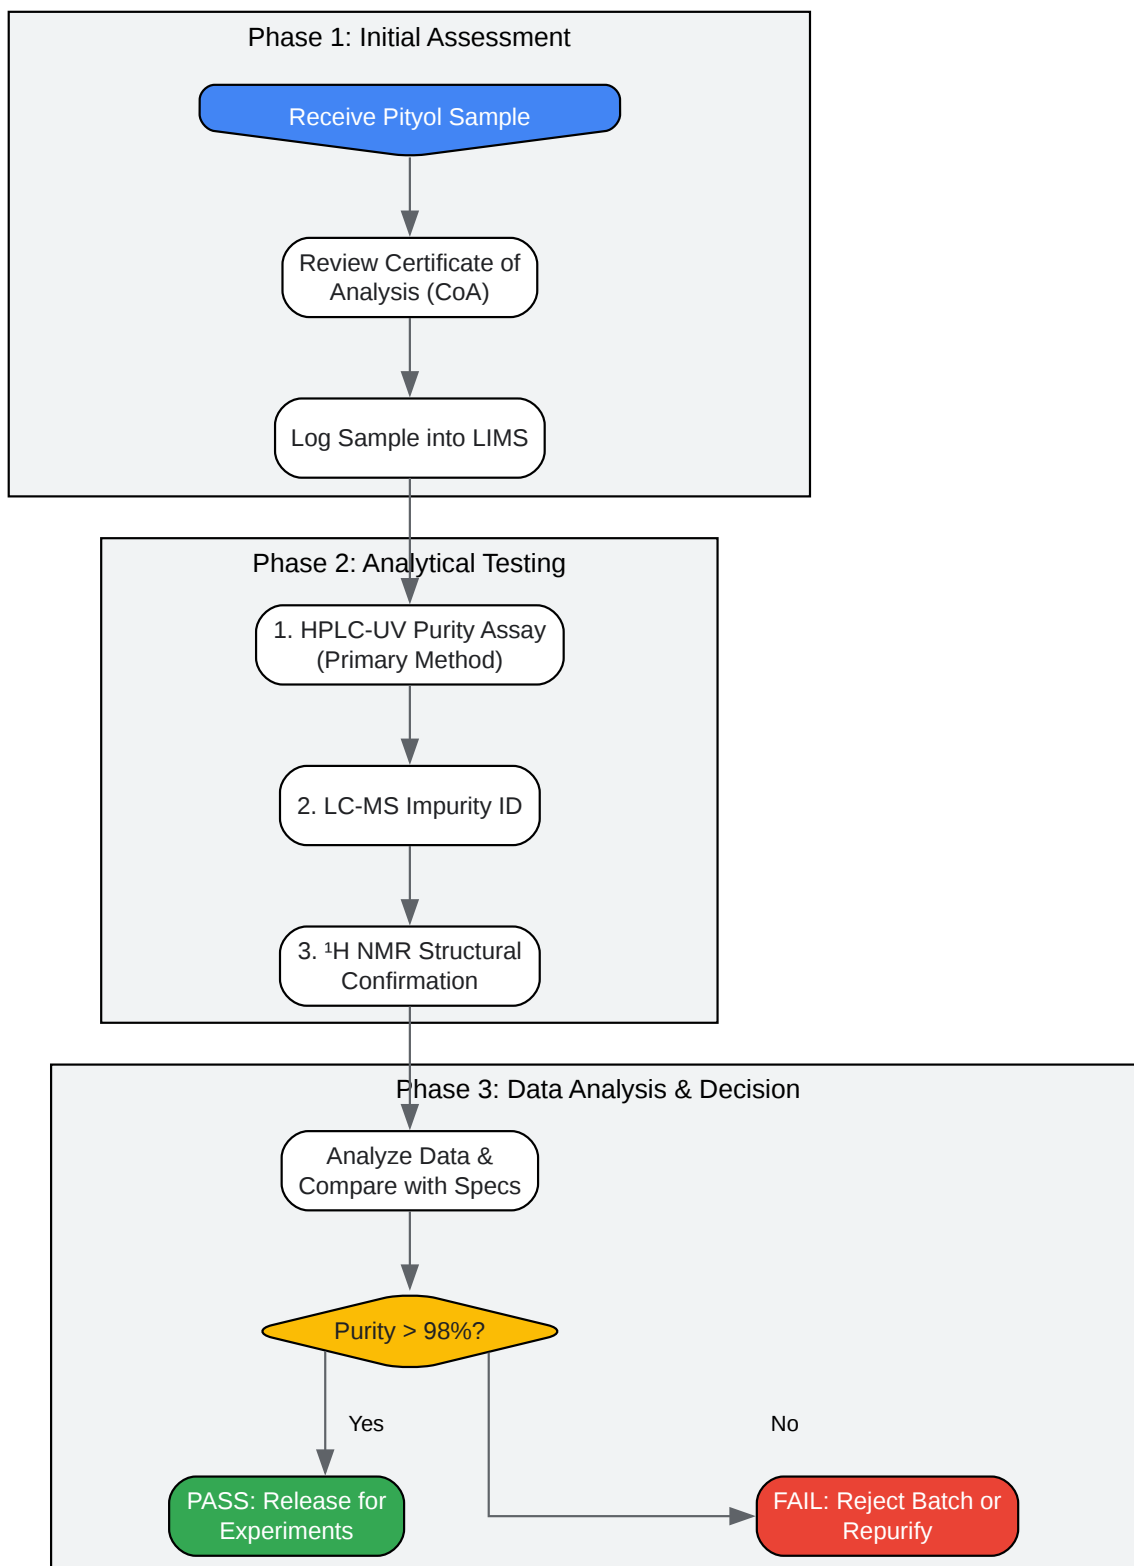 Phase 1: Initial Assessment
Receive Pityol Sample
Review Certificate of
Analysis (CoA)
Log Sample into LIMS
Phase 2: Analytical Testing
1. HPLC-UV Purity Assay
(Primary Method)
2. LC-MS Impurity ID
3. ¹H NMR Structural
Confirmation
Phase 3: Data Analysis & Decision
Analyze Data &
Compare with Specs
Purity > 98%?
Yes
No
PASS: Release for
Experiments
FAIL: Reject Batch or
Repurify